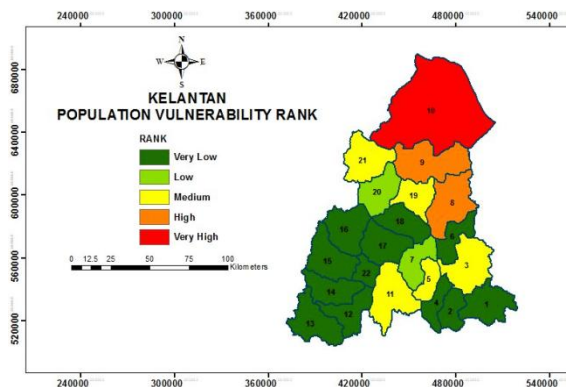 240000 300000 360000 420000 480000 540000
N
W E
S
KELANTAN
POPULATION VULNERABILITY RANK
RANK
Very Low
Low
Medium
High
Very High
0 12.5 25 50 75 100
Kilometers
680000
640000
600000
560000
520000
10
21
9
20
19
8
16
18
17
6
15
7
3
22
5
14
11
4
2
1
12
13
240000 300000 360000 420000 480000 540000